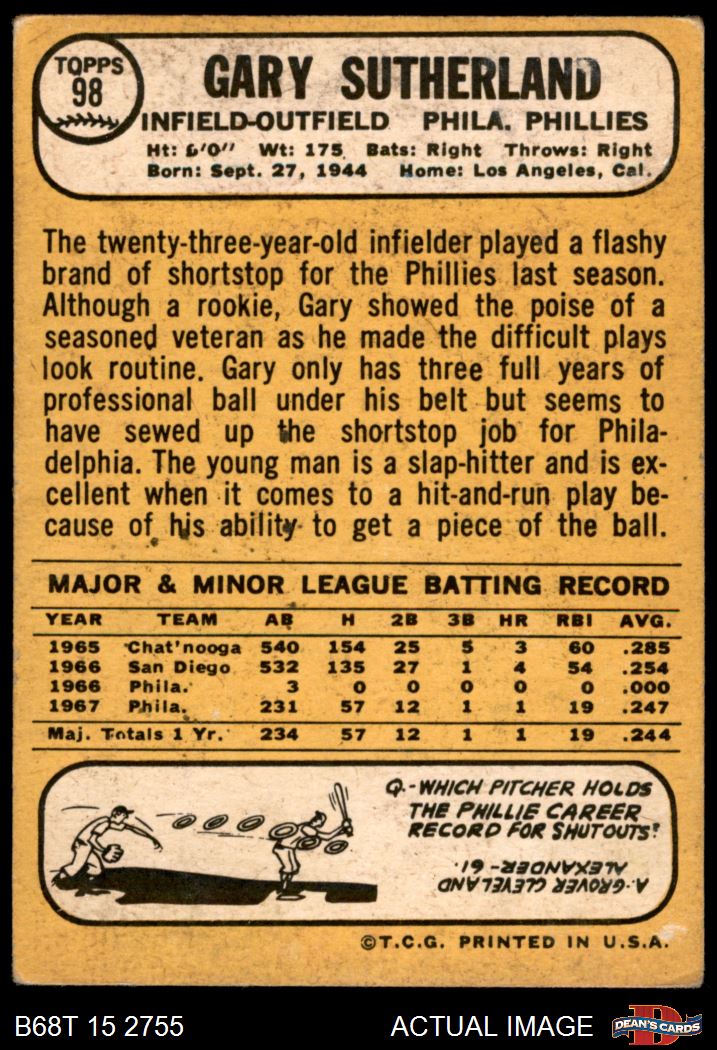 TOPPS
98
GARY SUTHERLAND
INFIELD-OUTFIELD PHILA. PHILLIES
Ht: 6'0" Wt: 175 Bats: Right Throws: Right
Born: Sept. 27, 1944 Home: Los Angeles, Cal.
The twenty-three-year-old infielder played a flashy
brand of shortstop for the Phillies last season.
Although a rookie, Gary showed the poise of a
seasoned veteran as he made the difficult plays
look routine. Gary only has three full years of
professional ball under his belt but seems to
have sewed up the shortstop job for Phila-
delphia. The young man is a slap-hitter and is ex-
cellent when it comes to a hit-and-run play be-
cause of his ability to get a piece of the ball.
MAJOR & MINOR LEAGUE BATTING RECORD
YEAR TEAM AB H 2B 3B HR RBI AVG.
1965 Chat'nooga 540 154 25 5 3 60 .285
1966 San Diego 532 135 27 1 4 54 .254
1966 Phila. 3 0 0 0 0 0 .000
1967 Phila. 231 57 12 1 1 19 .247
Maj. Totals 1 Yr. 234 57 12 1 1 19 .244
Q.-WHICH PITCHER HOLDS
THE PHILLIE CAREER
RECORD FOR SHUTOUTS?
A.-GROVER CLEVELAND
ALEXANDER-61.
©T.C.G. PRINTED IN U.S.A.
B68T 15 2755
ACTUAL IMAGE
DEAN'S CARDS